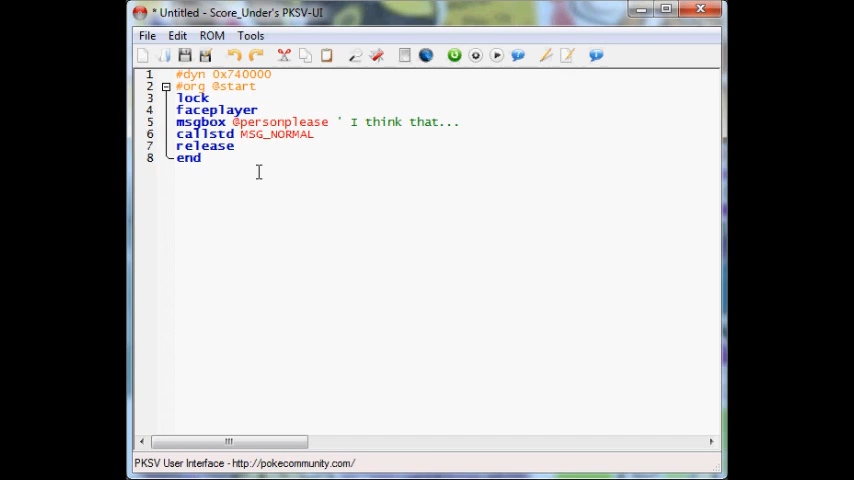 * Untitled - Score_Under's PKSV-UI
File Edit ROM Tools
1 #dyn 0x740000
2 #org @start
3 lock
4 faceplayer
5 msgbox @personplease ' I think that...
6 callstd MSG_NORMAL
7 release
8 end
PKSV User Interface - http://pokecommunity.com/